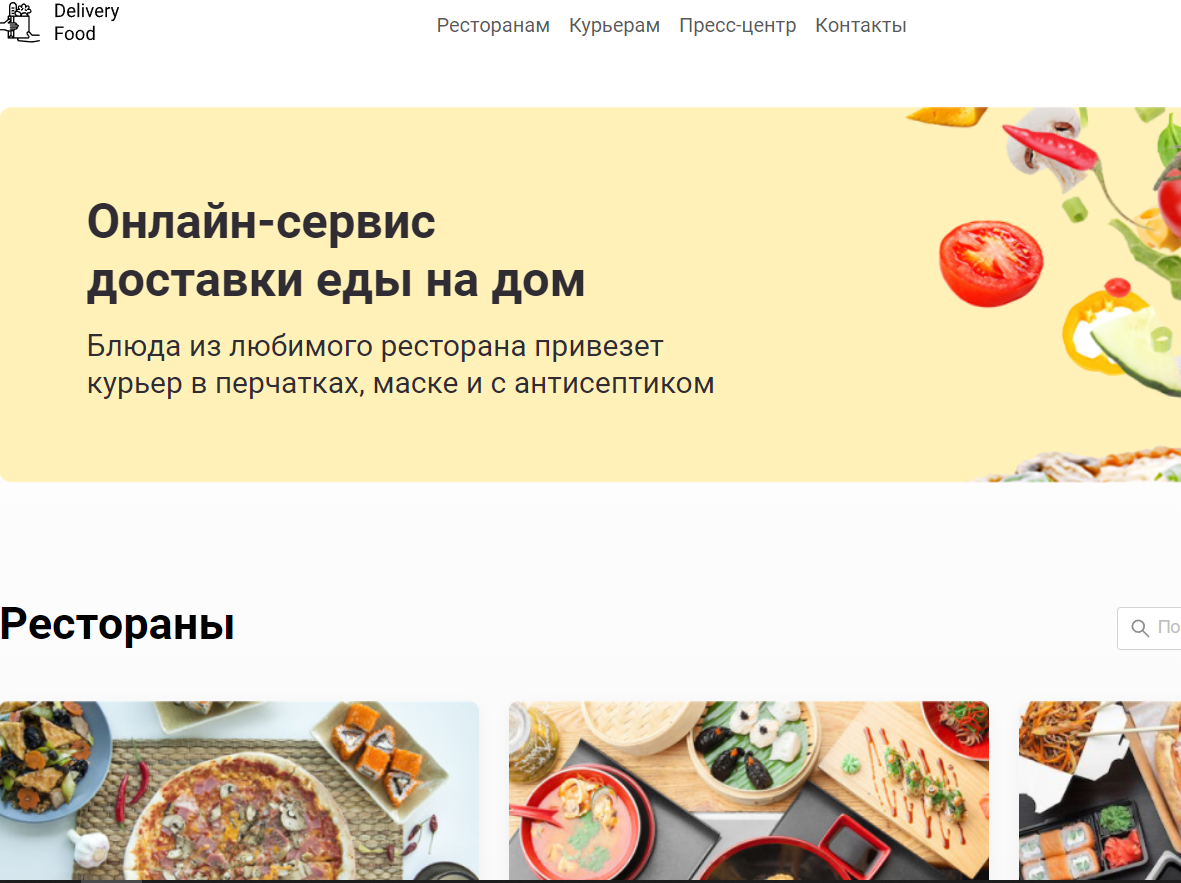 Delivery
Food
Ресторанам Курьерам Пресс-центр Контакты
Онлайн-сервис
доставки еды на дом
Блюда из любимого ресторана привезет
курьер в перчатках, маске и с антисептиком
Рестораны
По